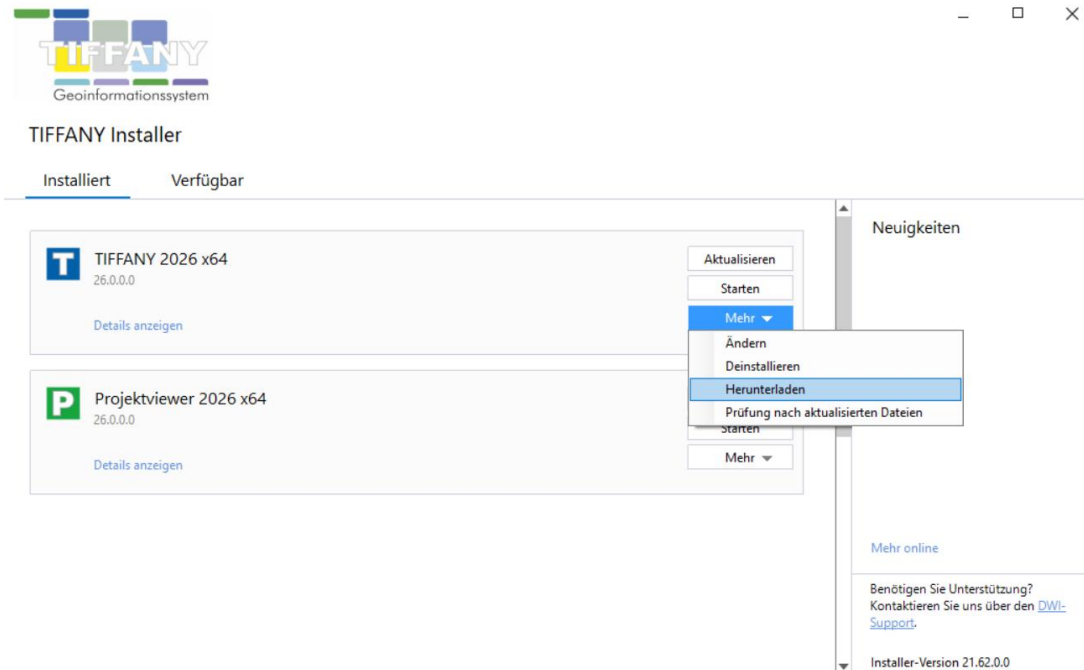 TIFFANY
Geoinformationssystem
TIFFANY Installer
Installiert
Verfügbar
TIFFANY 2026 x64
26.0.0.0
Details anzeigen
Aktualisieren
Starten
Mehr
Ändern
Deinstallieren
Herunterladen
Prüfung nach aktualisierten Dateien
Projektviewer 2026 x64
26.0.0.0
Details anzeigen
Starten
Mehr
Neuigkeiten
Mehr online
Benötigen Sie Unterstützung?
Kontaktieren Sie uns über den DWI-
Support.
Installer-Version 21.62.0.0